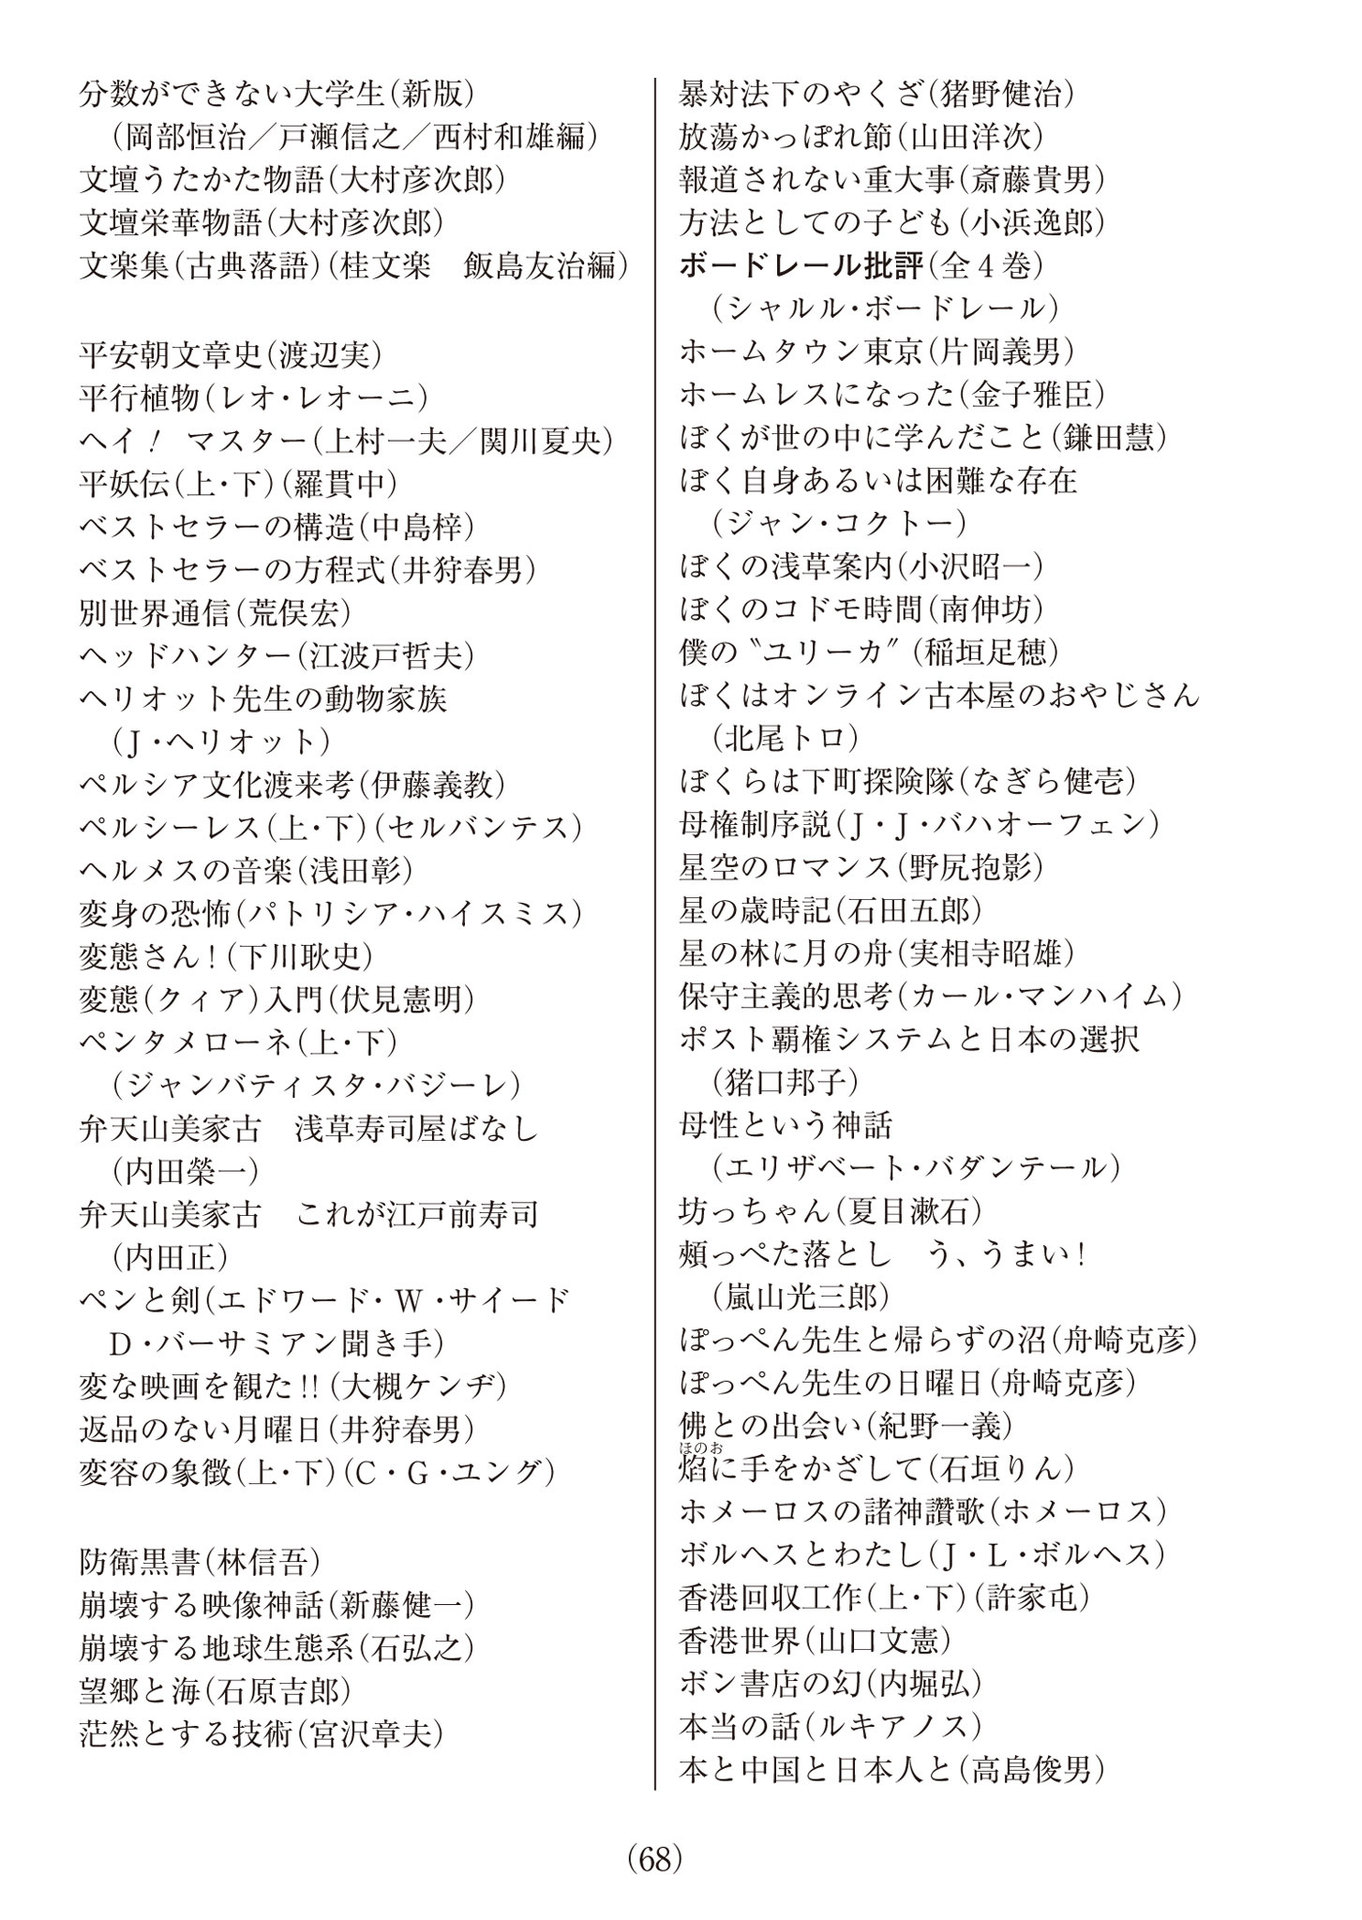 分数ができない大学生(新版)
(岡部恒治／戸瀬信之／西村和雄編)
文壇うたかた物語(大村彦次郎)
文壇栄華物語(大村彦次郎)
文楽集(古典落語)(桂文楽　飯島友治編)
平安朝文章史(渡辺実)
平行植物(レオ・レオーニ)
ヘイ！　マスター(上村一夫／関川夏央)
平妖伝(上・下)(羅貫中)
ベストセラーの構造(中島梓)
ベストセラーの方程式(井狩春男)
別世界通信(荒俣宏)
ヘッドハンター(江波戸哲夫)
ヘリオット先生の動物家族
(J・ヘリオット)
ペルシア文化渡来考(伊藤義教)
ペルシーレス(上・下)(セルバンテス)
ヘルメスの音楽(浅田彰)
変身の恐怖(パトリシア・ハイスミス)
変態さん！(下川耿史)
変態(クィア)入門(伏見憲明)
ペンタメローネ(上・下)
(ジャンバティスタ・バジーレ)
弁天山美家古　浅草寿司屋ばなし
(内田榮一)
弁天山美家古　これが江戸前寿司
(内田正)
ペンと剣(エドワード・W・サイード
D・バーサミアン聞き手)
変な映画を観た!!(大槻ケンヂ)
返品のない月曜日(井狩春男)
変容の象徴(上・下)(C・G・ユング)
防衛黒書(林信吾)
崩壊する映像神話(新藤健一)
崩壊する地球生態系(石弘之)
望郷と海(石原吉郎)
茫然とする技術(宮沢章夫)
暴対法下のやくざ(猪野健治)
放蕩かっぽれ節(山田洋次)
報道されない重大事(斎藤貴男)
方法としての子ども(小浜逸郎)
ボードレール批評(全4巻)
(シャルル・ボードレール)
ホームタウン東京(片岡義男)
ホームレスになった(金子雅臣)
ぼくが世の中に学んだこと(鎌田慧)
ぼく自身あるいは困難な存在
(ジャン・コクトー)
ぼくの浅草案内(小沢昭一)
ぼくのコドモ時間(南伸坊)
僕の〝ユリーカ〟(稲垣足穂)
ぼくはオンライン古本屋のおやじさん
(北尾トロ)
ぼくらは下町探険隊(なぎら健壱)
母権制序説(J・J・バハオーフェン)
星空のロマンス(野尻抱影)
星の歳時記(石田五郎)
星の林に月の舟(実相寺昭雄)
保守主義的思考(カール・マンハイム)
ポスト覇権システムと日本の選択
(猪口邦子)
母性という神話
(エリザベート・バダンテール)
坊っちゃん(夏目漱石)
頰っぺた落とし　う、うまい！
(嵐山光三郎)
ぽっぺん先生と帰らずの沼(舟崎克彦)
ぽっぺん先生の日曜日(舟崎克彦)
佛との出会い(紀野一義)
ほのお
焰に手をかざして(石垣りん)
ホメーロスの諸神讚歌(ホメーロス)
ボルヘスとわたし(J・L・ボルヘス)
香港回収工作(上・下)(許家屯)
香港世界(山口文憲)
ボン書店の幻(内堀弘)
本当の話(ルキアノス)
本と中国と日本人と(高島俊男)
(68)